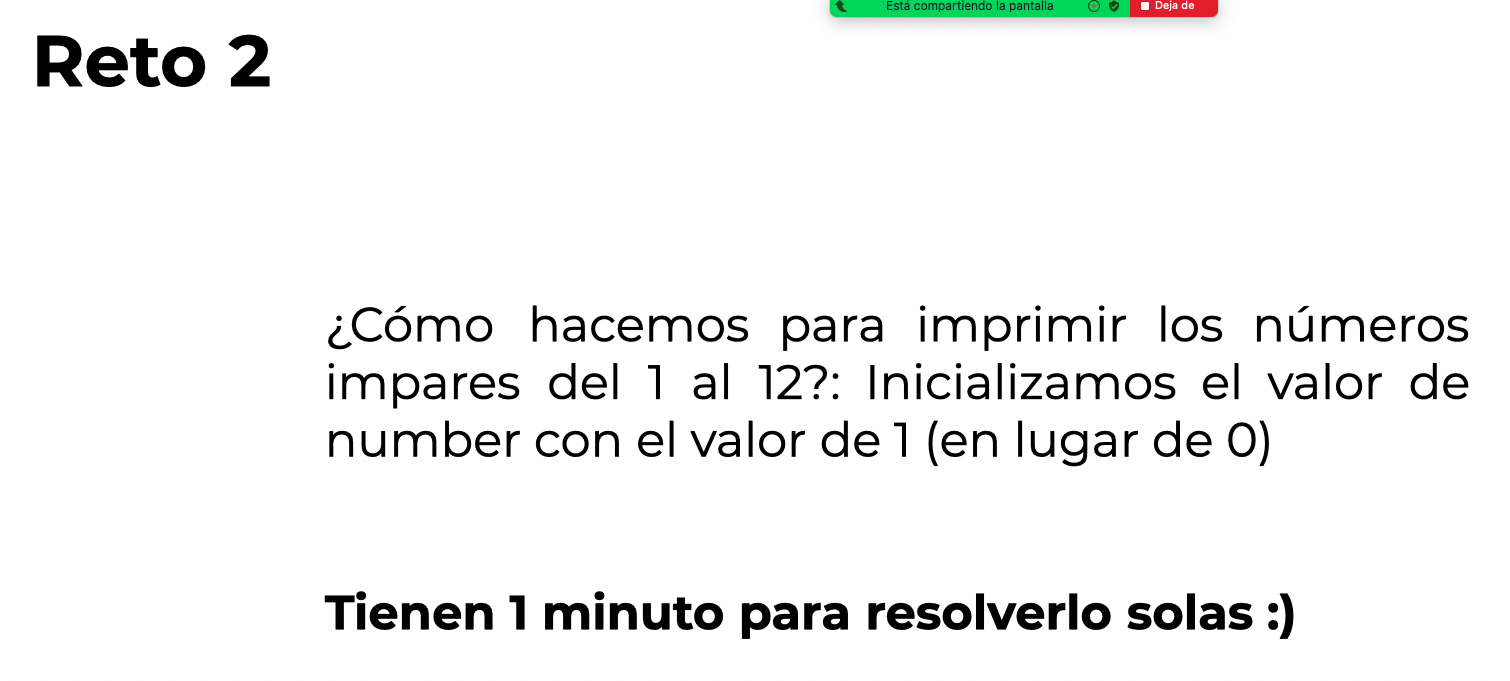 Está compartiendo la pantalla
Deja de
Reto 2
¿Cómo hacemos para imprimir los números
impares del 1 al 12?: Inicializamos el valor de
number con el valor de 1 (en lugar de 0)
Tienen 1 minuto para resolverlo solas :)